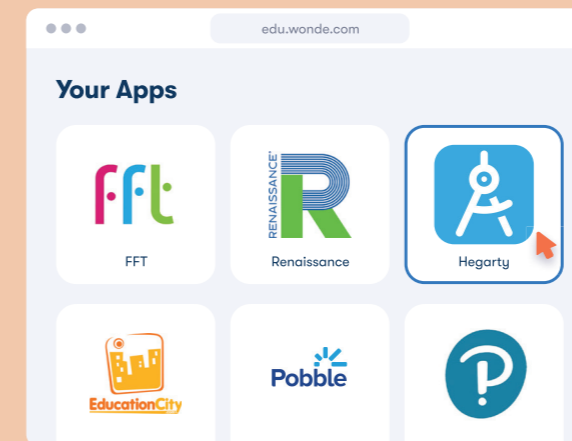 edu.wonde.com
Your Apps
fft
RENAISSANCE®
FFT
Renaissance
Hegarty
EducationCity
Pobble